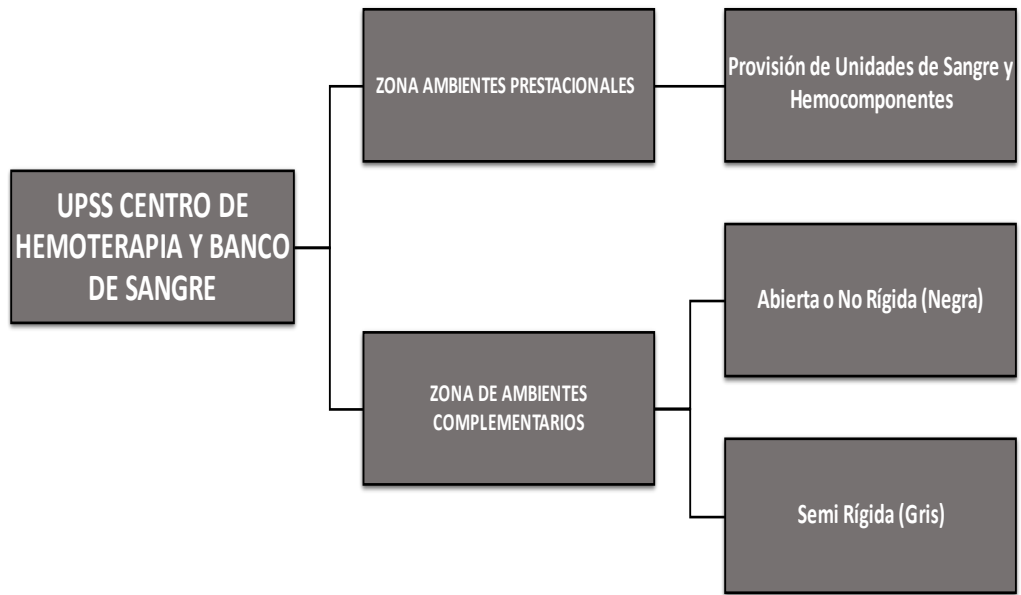 UPSS CENTRO DE
HEMOTERAPIA Y BANCO
DE SANGRE
ZONA AMBIENTES PRESTACIONALES
Provisión de Unidades de Sangre y
Hemocomponentes
ZONA DE AMBIENTES
COMPLEMENTARIOS
Abierta o No Rígida (Negra)
Semi Rígida (Gris)